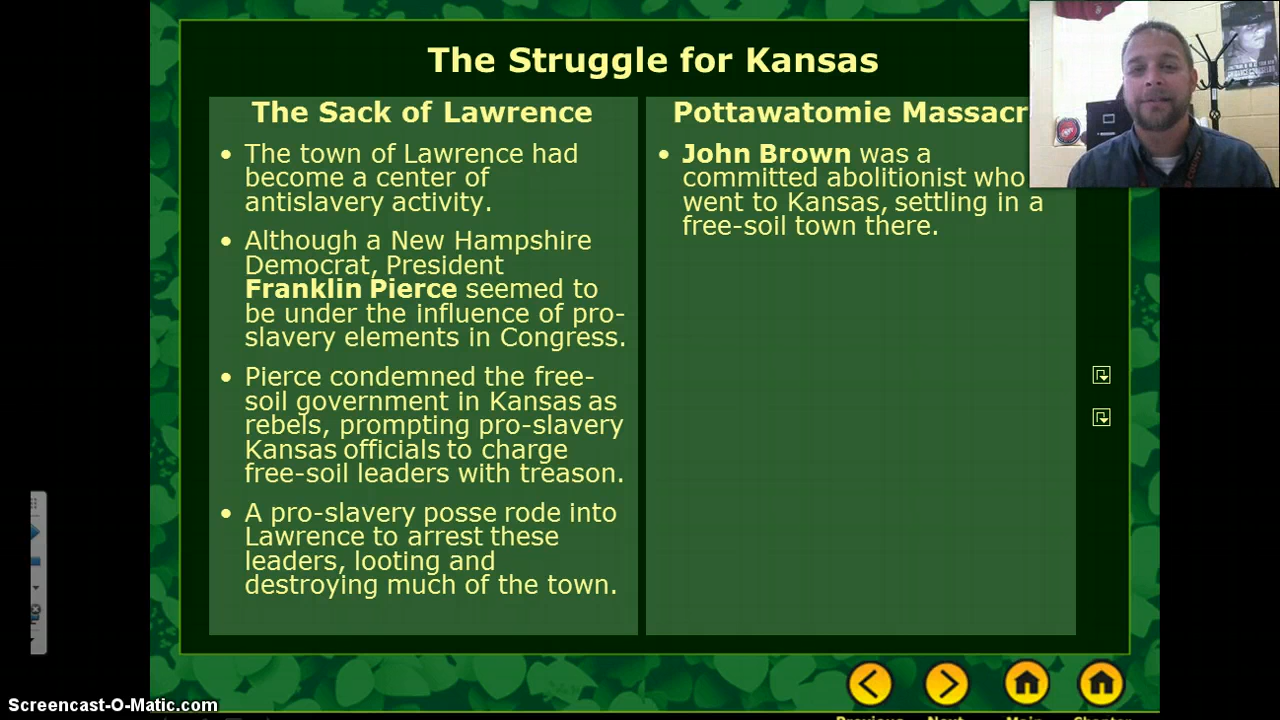 The Struggle for Kansas
The Sack of Lawrence
• The town of Lawrence had
become a center of
antislavery activity.
• Although a New Hampshire
Democrat, President
Franklin Pierce seemed to
be under the influence of pro-
slavery elements in Congress.
• Pierce condemned the free-
soil government in Kansas as
rebels, prompting pro-slavery
Kansas officials to charge
free-soil leaders with treason.
• A pro-slavery posse rode into
Lawrence to arrest these
leaders, looting and
destroying much of the town.
Pottawatomie Massacr
• John Brown was a
committed abolitionist who
went to Kansas, settling in a
free-soil town there.
Screencast-O-Matic.com